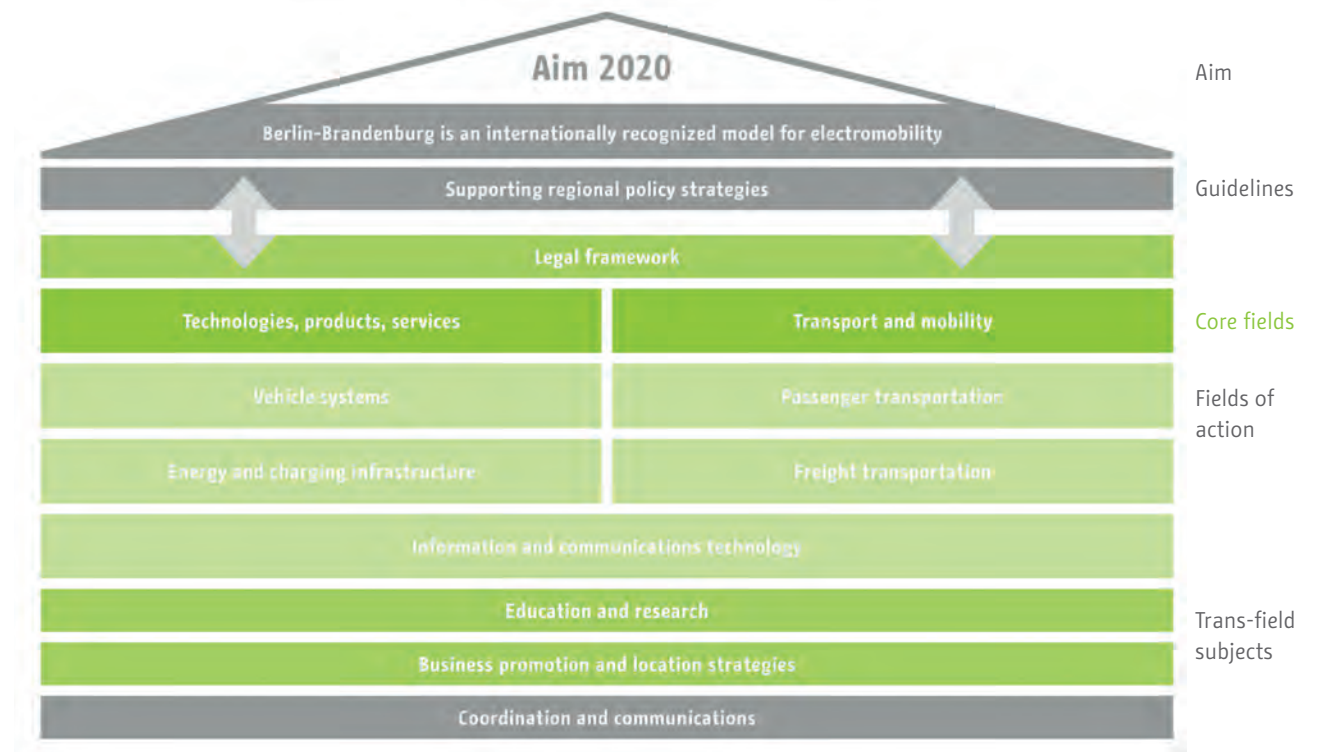 Aim 2020
Aim
Berlin-Brandenburg is an internationally recognized model for electromobility
Supporting regional policy strategies
Guidelines
Legal framework
Technologies, products, services
Transport and mobility
Core fields
Vehicle systems
Passenger transportation
Fields of
action
Energy and charging infrastructure
Freight transportation
Information and communications technology
Education and research
Trans-field
subjects
Business promotion and location strategies
Coordination and communications